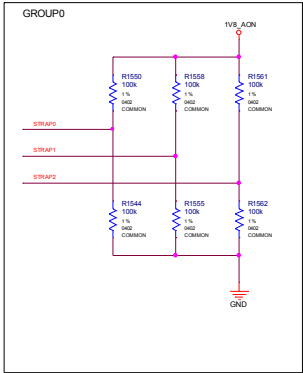 GROUP0
1V8_AON
R1550
100k
1 %
0402
COMMON
R1558
100k
1 %
0402
COMMON
R1561
100k
1 %
0402
COMMON
STRAP0
STRAP1
STRAP2
R1544
100k
1 %
0402
COMMON
R1555
100k
1 %
0402
COMMON
R1562
100k
1 %
0402
COMMON
GND